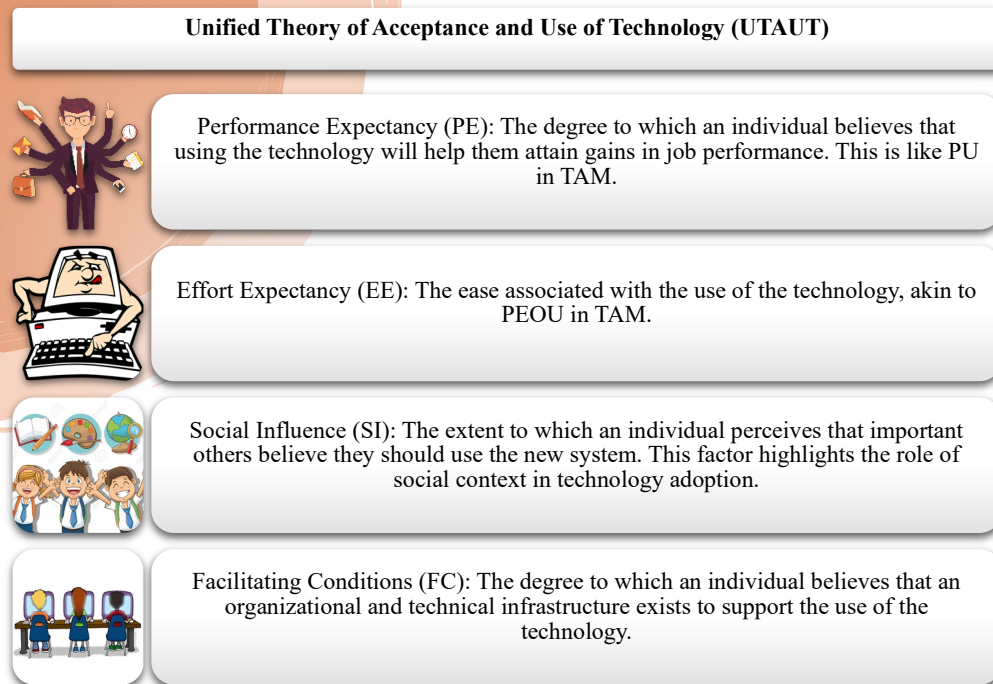 Unified Theory of Acceptance and Use of Technology (UTAUT)
Performance Expectancy (PE): The degree to which an individual believes that
using the technology will help them attain gains in job performance. This is like PU
in TAM.
Effort Expectancy (EE): The ease associated with the use of the technology, akin to
PEOU in TAM.
Social Influence (SI): The extent to which an individual perceives that important
others believe they should use the new system. This factor highlights the role of
social context in technology adoption.
Facilitating Conditions (FC): The degree to which an individual believes that an
organizational and technical infrastructure exists to support the use of the
technology.